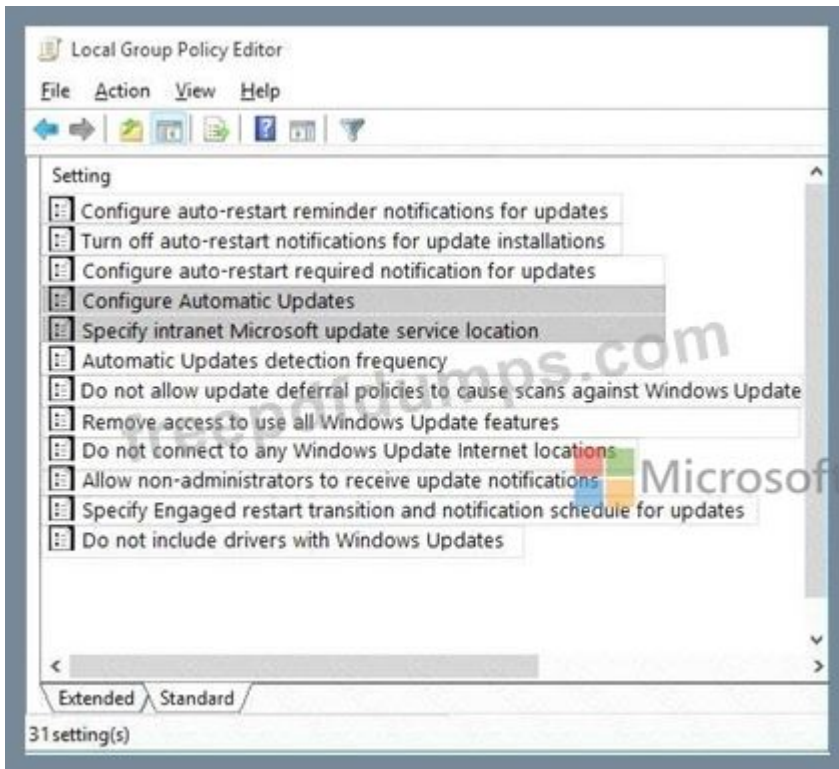 Local Group Policy Editor
File Action View Help
Setting
Configure auto-restart reminder notifications for updates
Turn off auto-restart notifications for update installations
Configure auto-restart required notification for updates
Configure Automatic Updates
Specify intranet Microsoft update service location
Automatic Updates detection frequency
Do not allow update deferral policies to cause scans against Windows Update
Remove access to use all Windows Update features
Do not connect to any Windows Update Internet locations
Allow non-administrators to receive update notifications
Specify Engaged restart transition and notification schedule for updates
Do not include drivers with Windows Updates
freepdfdumps.com
Microsoft
Extended Standard
31 setting(s)